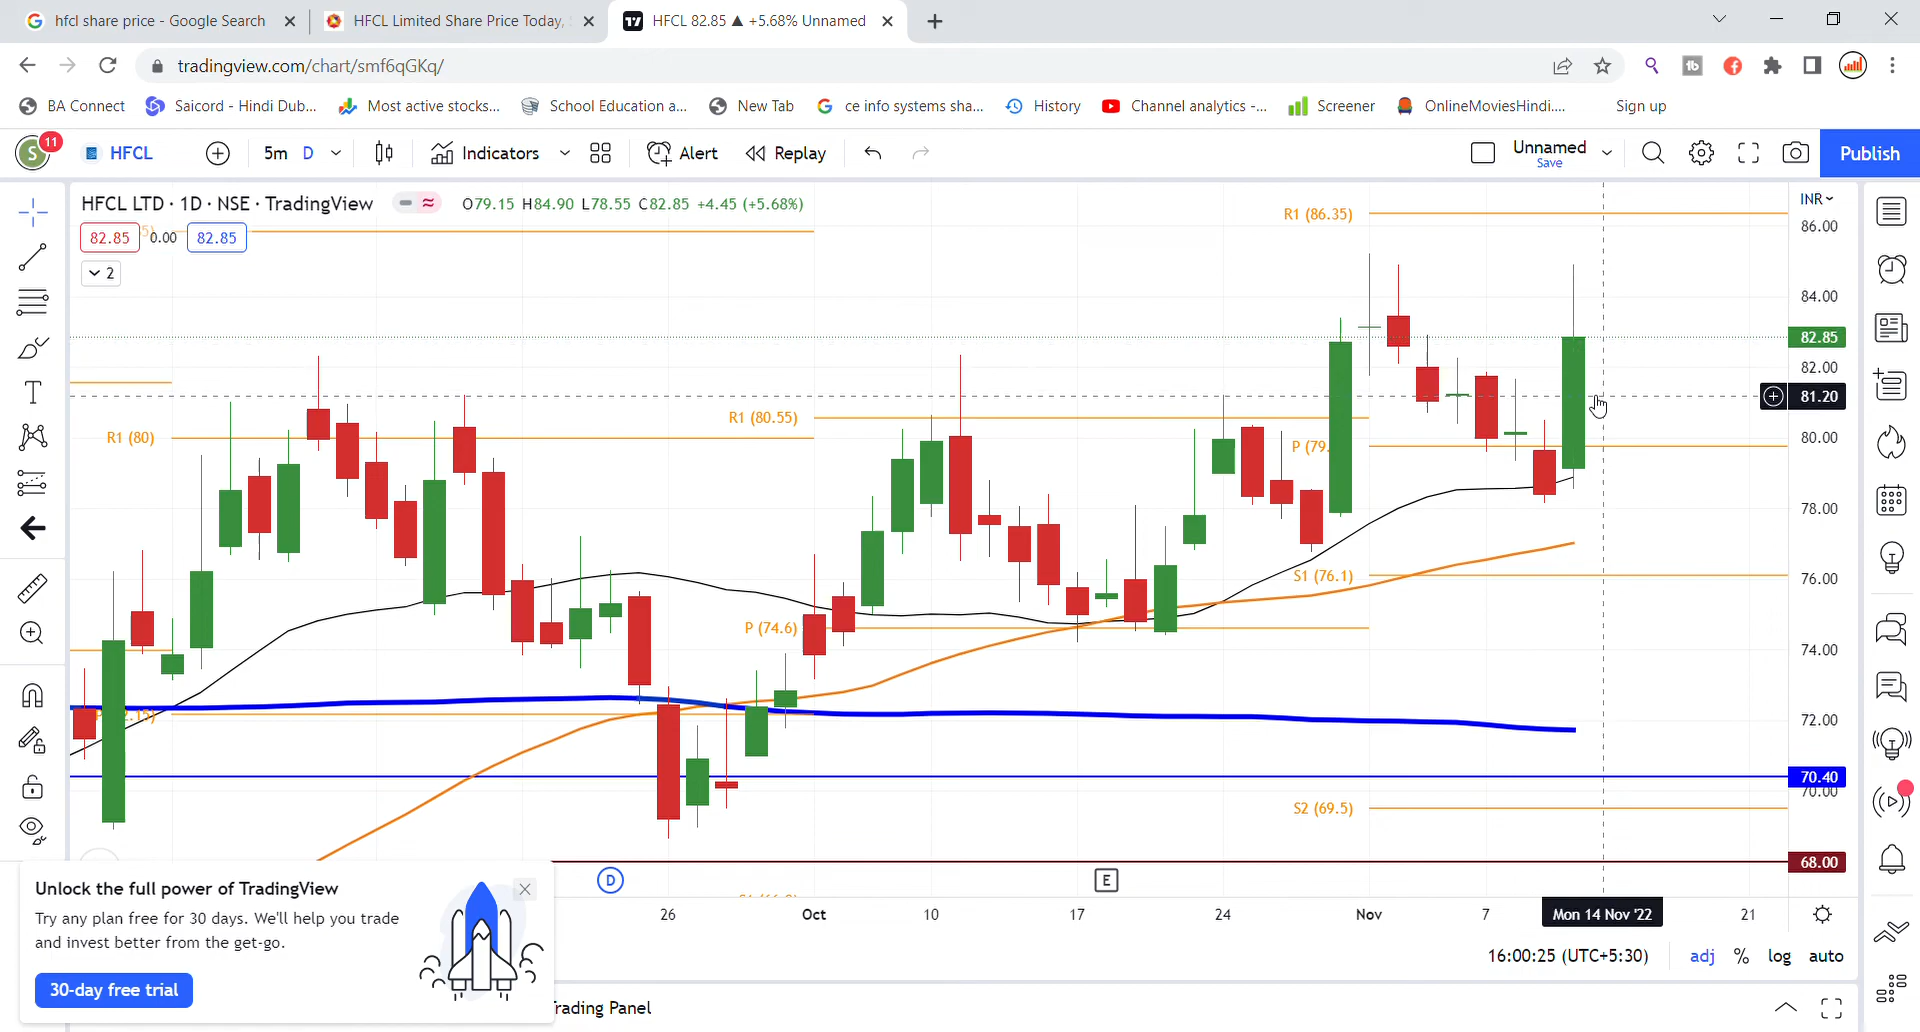 hfcl share price - Google Search
HFCL Limited Share Price Today,
HFCL 82.85 ▲ +5.68% Unnamed
tradingview.com/chart/smf6qGKq/
BA Connect
Saicord - Hindi Dub...
Most active stocks...
School Education a...
New Tab
ce info systems sha...
History
Channel analytics -...
Screener
OnlineMoviesHindi....
Sign up
S
11
HFCL
5m
D
Indicators
Alert
Replay
Unnamed
Save
Publish
HFCL LTD · 1D · NSE · TradingView
O79.15 H84.90 L78.55 C82.85 +4.45 (+5.68%)
INR
82.85
0.00
82.85
2
R1 (86.35)
86.00
84.00
82.85
82.00
81.20
R1 (80.55)
R1 (80)
80.00
P (79.
78.00
S1 (76.1)
76.00
74.00
P (74.6)
72.00
70.40
70.00
S2 (69.5)
68.00
D
E
26
Oct
10
17
24
Nov
7
Mon 14 Nov '22
21
Unlock the full power of TradingView
Try any plan free for 30 days. We'll help you trade
and invest better from the get-go.
30-day free trial
16:00:25 (UTC+5:30)
adj
%
log
auto
rading Panel